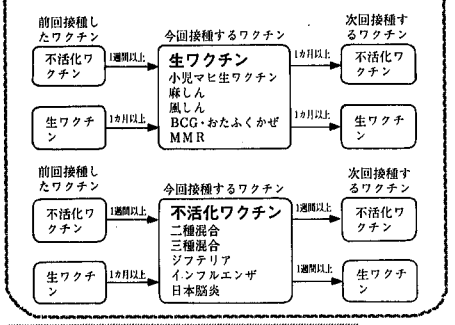 前回接種し
たワクチン
今回接種するワクチン
次回接種す
るワクチン
不活化ワ
クチン
1週間以上
生ワクチン
小児マヒ生ワクチン
麻しん
風しん
BCG・おたふくかぜ
MMR
1カ月以上
不活化ワ
クチン
生ワクチ
ン
1カ月以上
1カ月以上
生ワクチ
ン
前回接種し
たワクチン
今回接種するワクチン
次回接種す
るワクチン
不活化ワ
クチン
1週間以上
不活化ワクチン
二種混合
三種混合
ジフテリア
インフルエンザ
日本脳炎
1週間以上
不活化ワ
クチン
生ワクチ
ン
1カ月以上
1週間以上
生ワクチ
ン